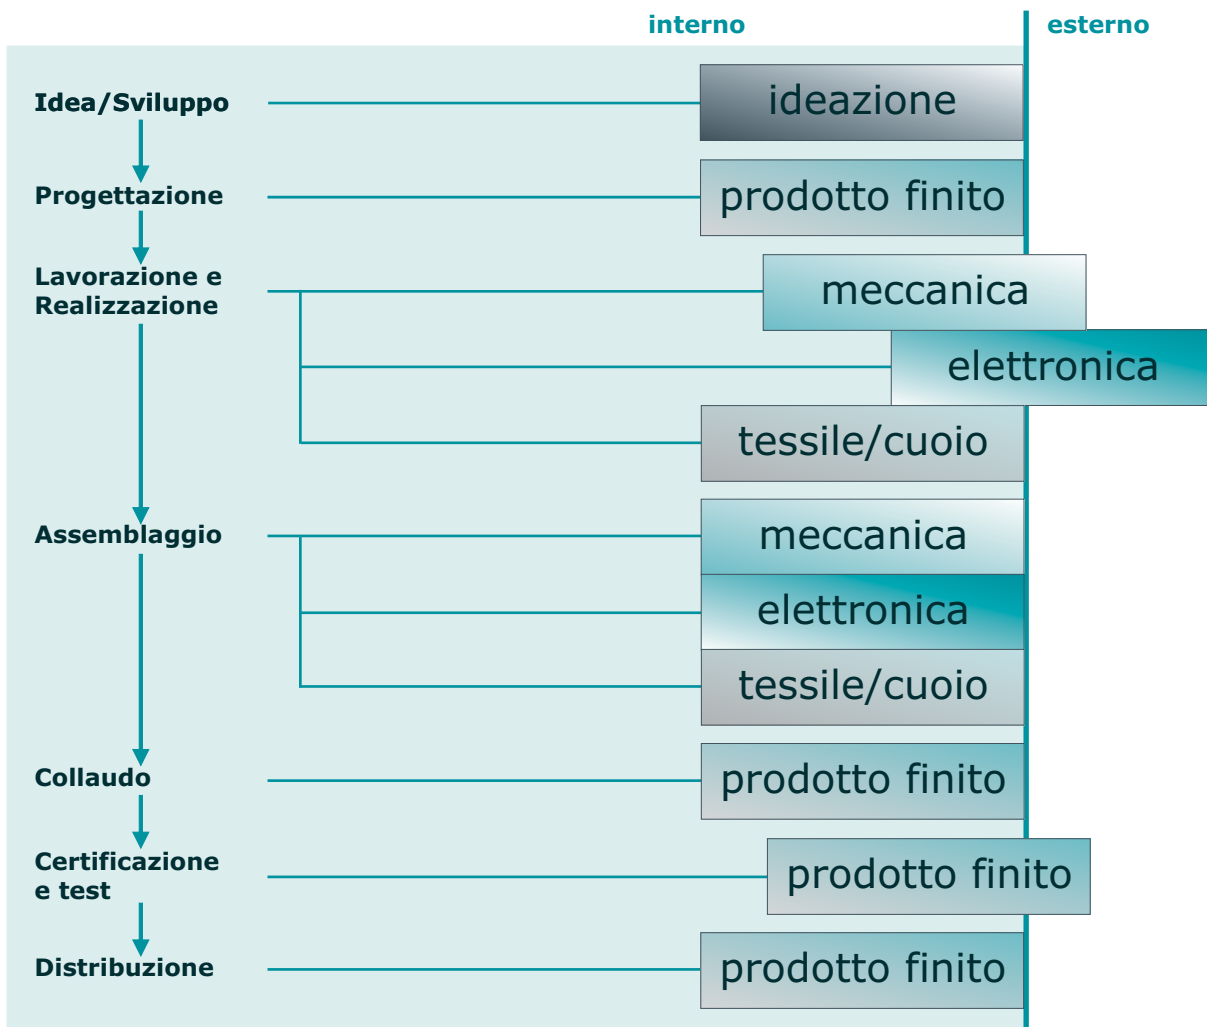 interno
esterno
Idea/Sviluppo
ideazione
Progettazione
prodotto finito
Lavorazione e
Realizzazione
meccanica
elettronica
tessile/cuoio
Assemblaggio
meccanica
elettronica
tessile/cuoio
Collaudo
prodotto finito
Certificazione
e test
prodotto finito
Distribuzione
prodotto finito